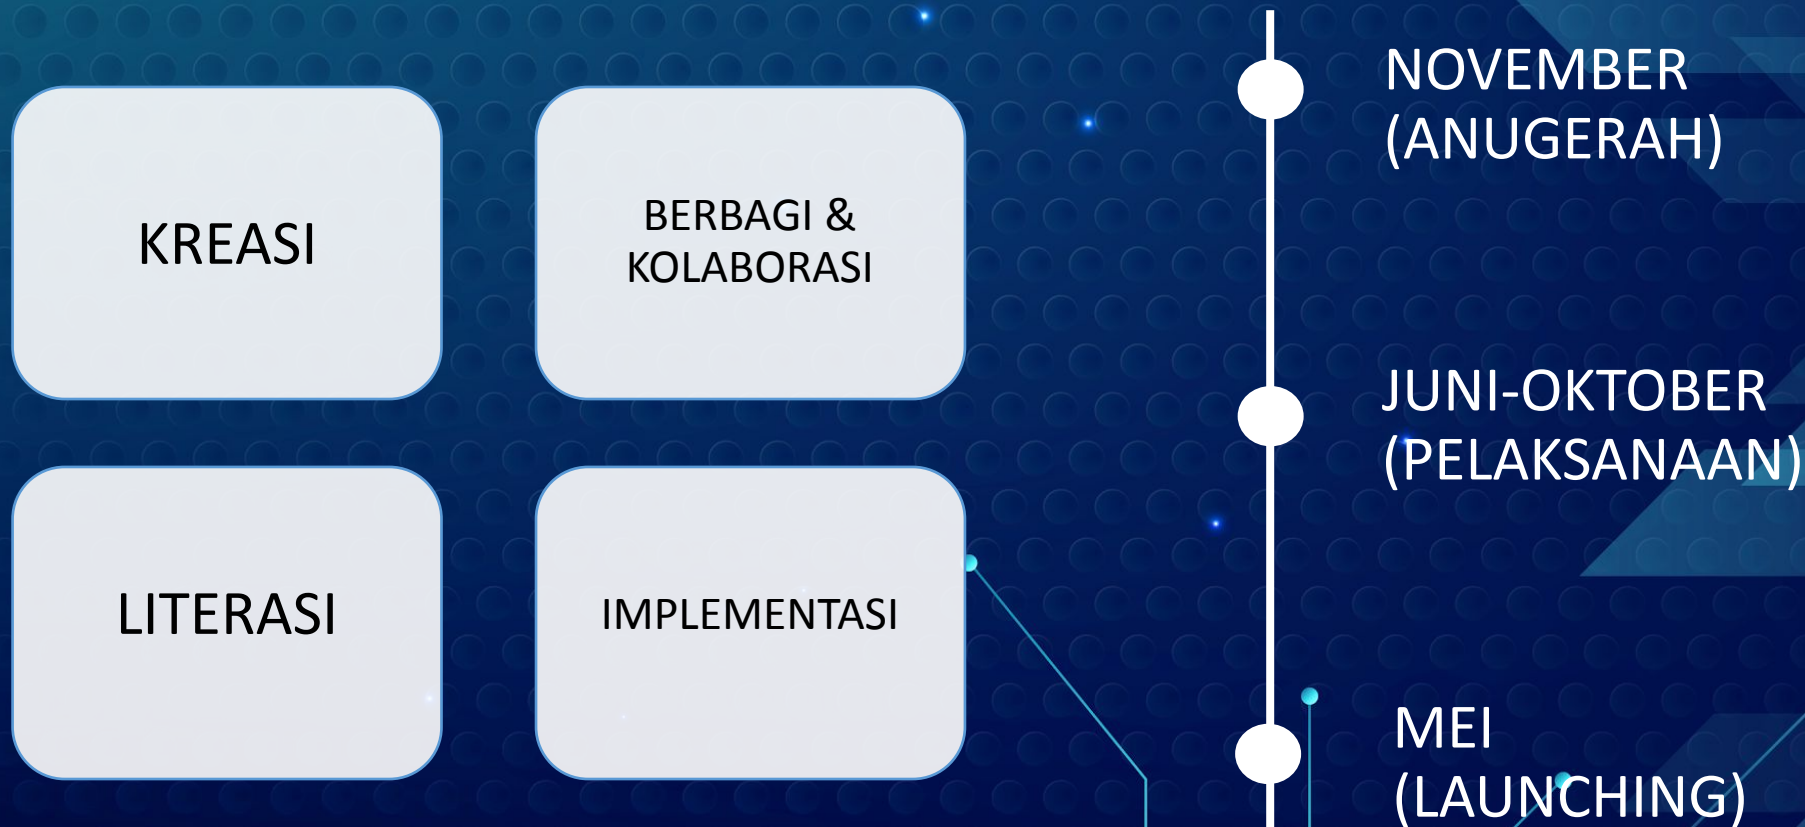 KREASI
BERBAGI &
KOLABORASI
LITERASI
IMPLEMENTASI
NOVEMBER
(ANUGERAH)
JUNI-OKTOBER
(PELAKSANAAN)
MEI
(LAUNCHING)